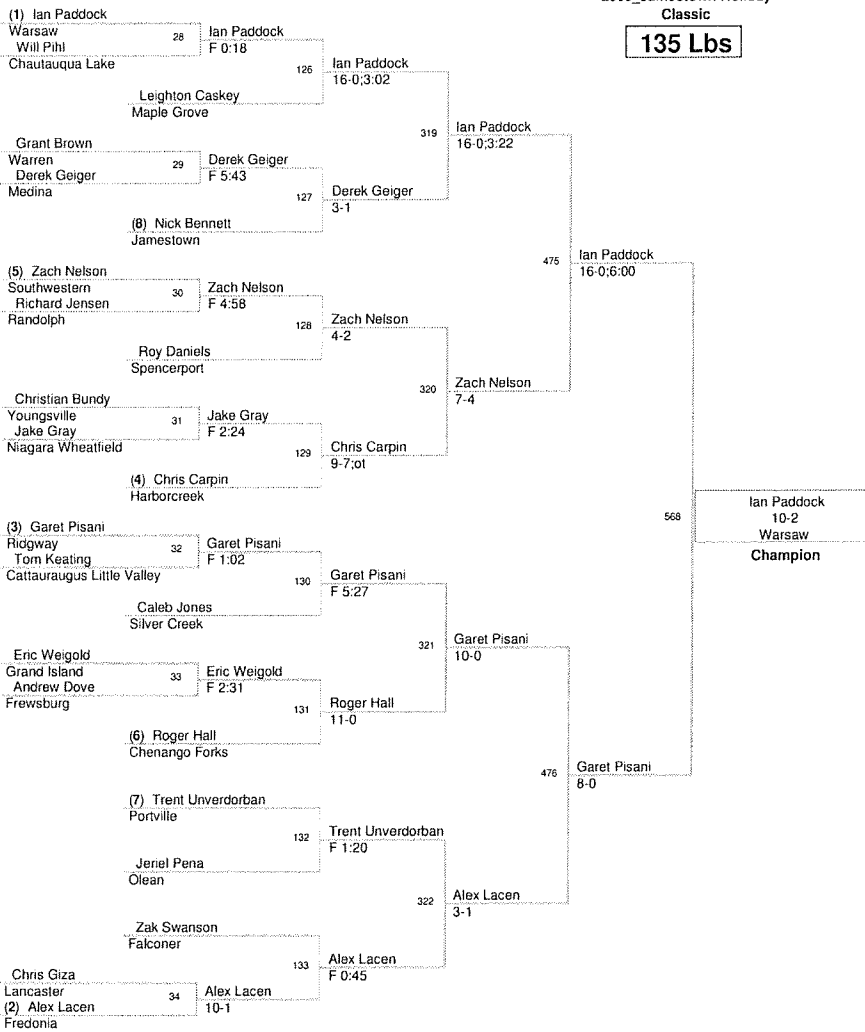 Classic
135 Lbs
(1) Ian Paddock
Warsaw
28
Will Pihl
Chautauqua Lake
Ian Paddock
F 0:18
126
Leighton Caskey
Maple Grove
Ian Paddock
16-0;3:02
Grant Brown
Warren
29
Derek Geiger
Medina
Derek Geiger
F 5:43
127
(8) Nick Bennett
Jamestown
Derek Geiger
3-1
319
Ian Paddock
16-0;3:22
(5) Zach Nelson
Southwestern
30
Richard Jensen
Randolph
Zach Nelson
F 4:58
128
Roy Daniels
Spencerport
Zach Nelson
4-2
Christian Bundy
Youngsville
31
Jake Gray
Niagara Wheatfield
Jake Gray
F 2:24
129
(4) Chris Carpin
Harborcreek
Chris Carpin
9-7;ot
320
Zach Nelson
7-4
475
Ian Paddock
16-0;6:00
(3) Garet Pisani
Ridgway
32
Tom Keating
Cattauraugus Little Valley
Garet Pisani
F 1:02
130
Caleb Jones
Silver Creek
Garet Pisani
F 5:27
Eric Weigold
Grand Island
33
Andrew Dove
Frewsburg
Eric Weigold
F 2:31
131
(6) Roger Hall
Chenango Forks
Roger Hall
11-0
321
Garet Pisani
10-0
(7) Trent Unverdorban
Portville
132
Jeriel Pena
Olean
Trent Unverdorban
F 1:20
Zak Swanson
Falconer
133
Chris Giza
Lancaster
34
(2) Alex Lacen
Fredonia
Alex Lacen
10-1
Alex Lacen
F 0:45
322
Alex Lacen
3-1
476
Garet Pisani
8-0
568
Ian Paddock
10-2
Warsaw
Champion